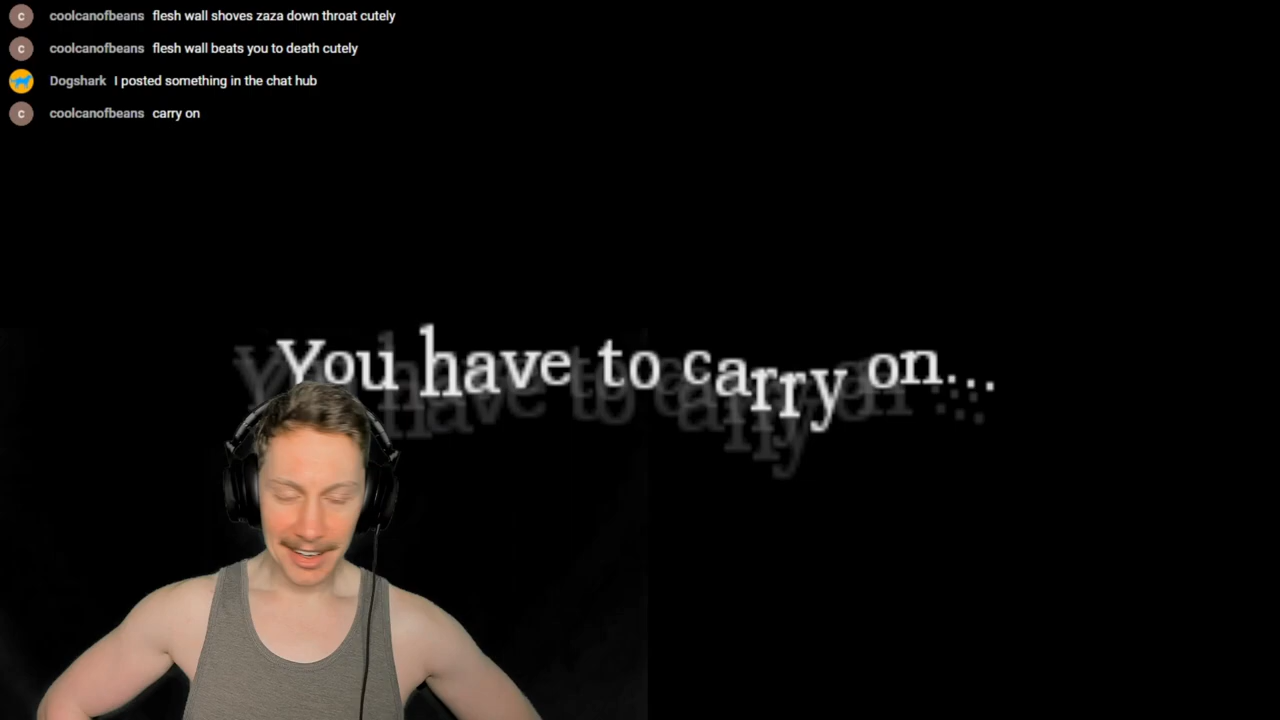 C coolcanofbeans flesh wall shoves zaza down throat cutely
C coolcanofbeans flesh wall beats you to death cutely
Dogshark I posted something in the chat hub
C coolcanofbeans carry on
You have to carry on...